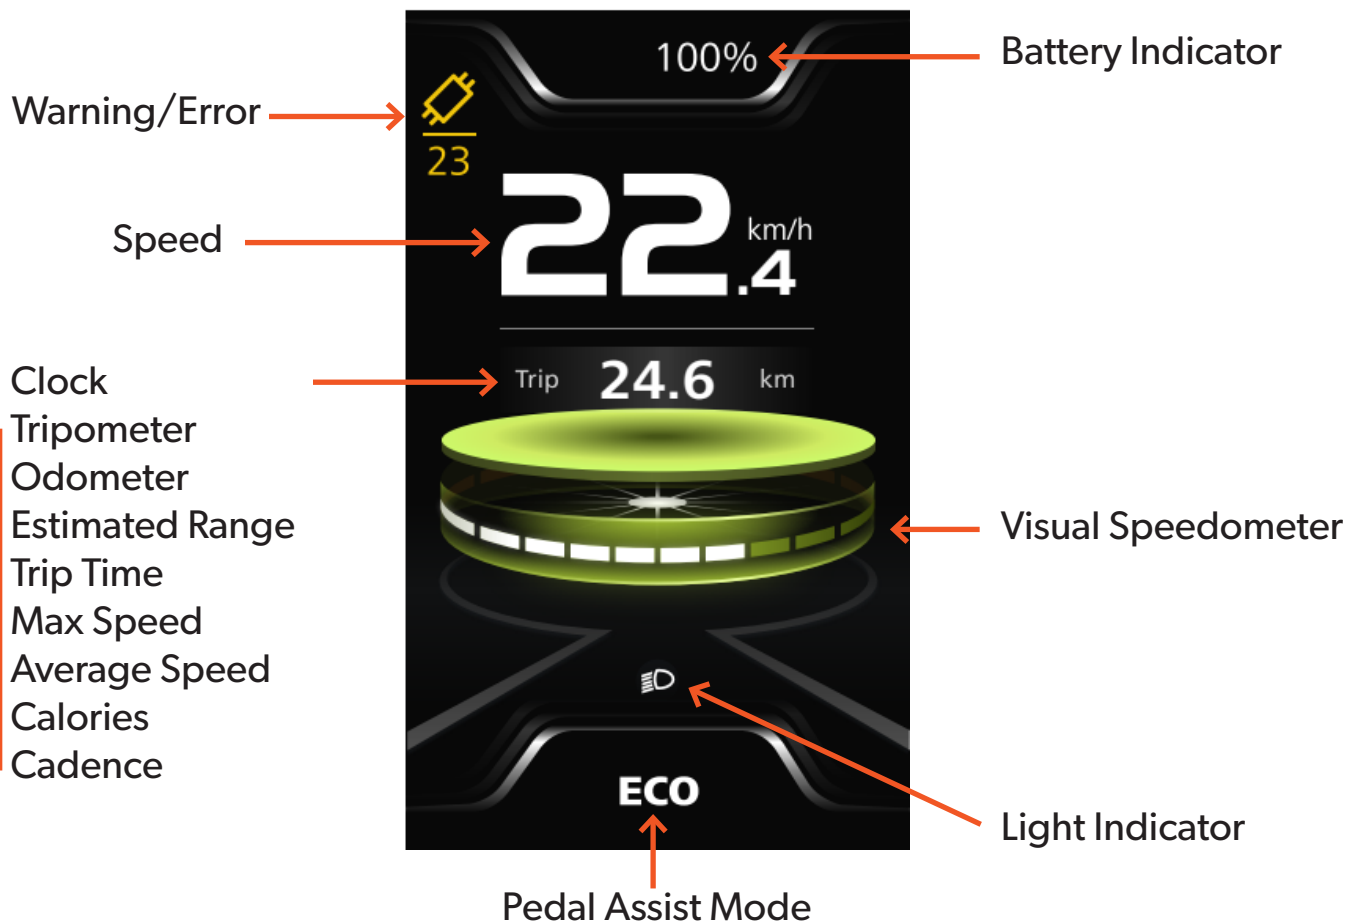 100%
Battery Indicator
Warning/Error
23
Speed
22.4 km/h
Clock
Trip 24.6 km
Tripometer
Odometer
Estimated Range
Visual Speedometer
Trip Time
Max Speed
Average Speed
Calories
Cadence
ECO
Light Indicator
Pedal Assist Mode